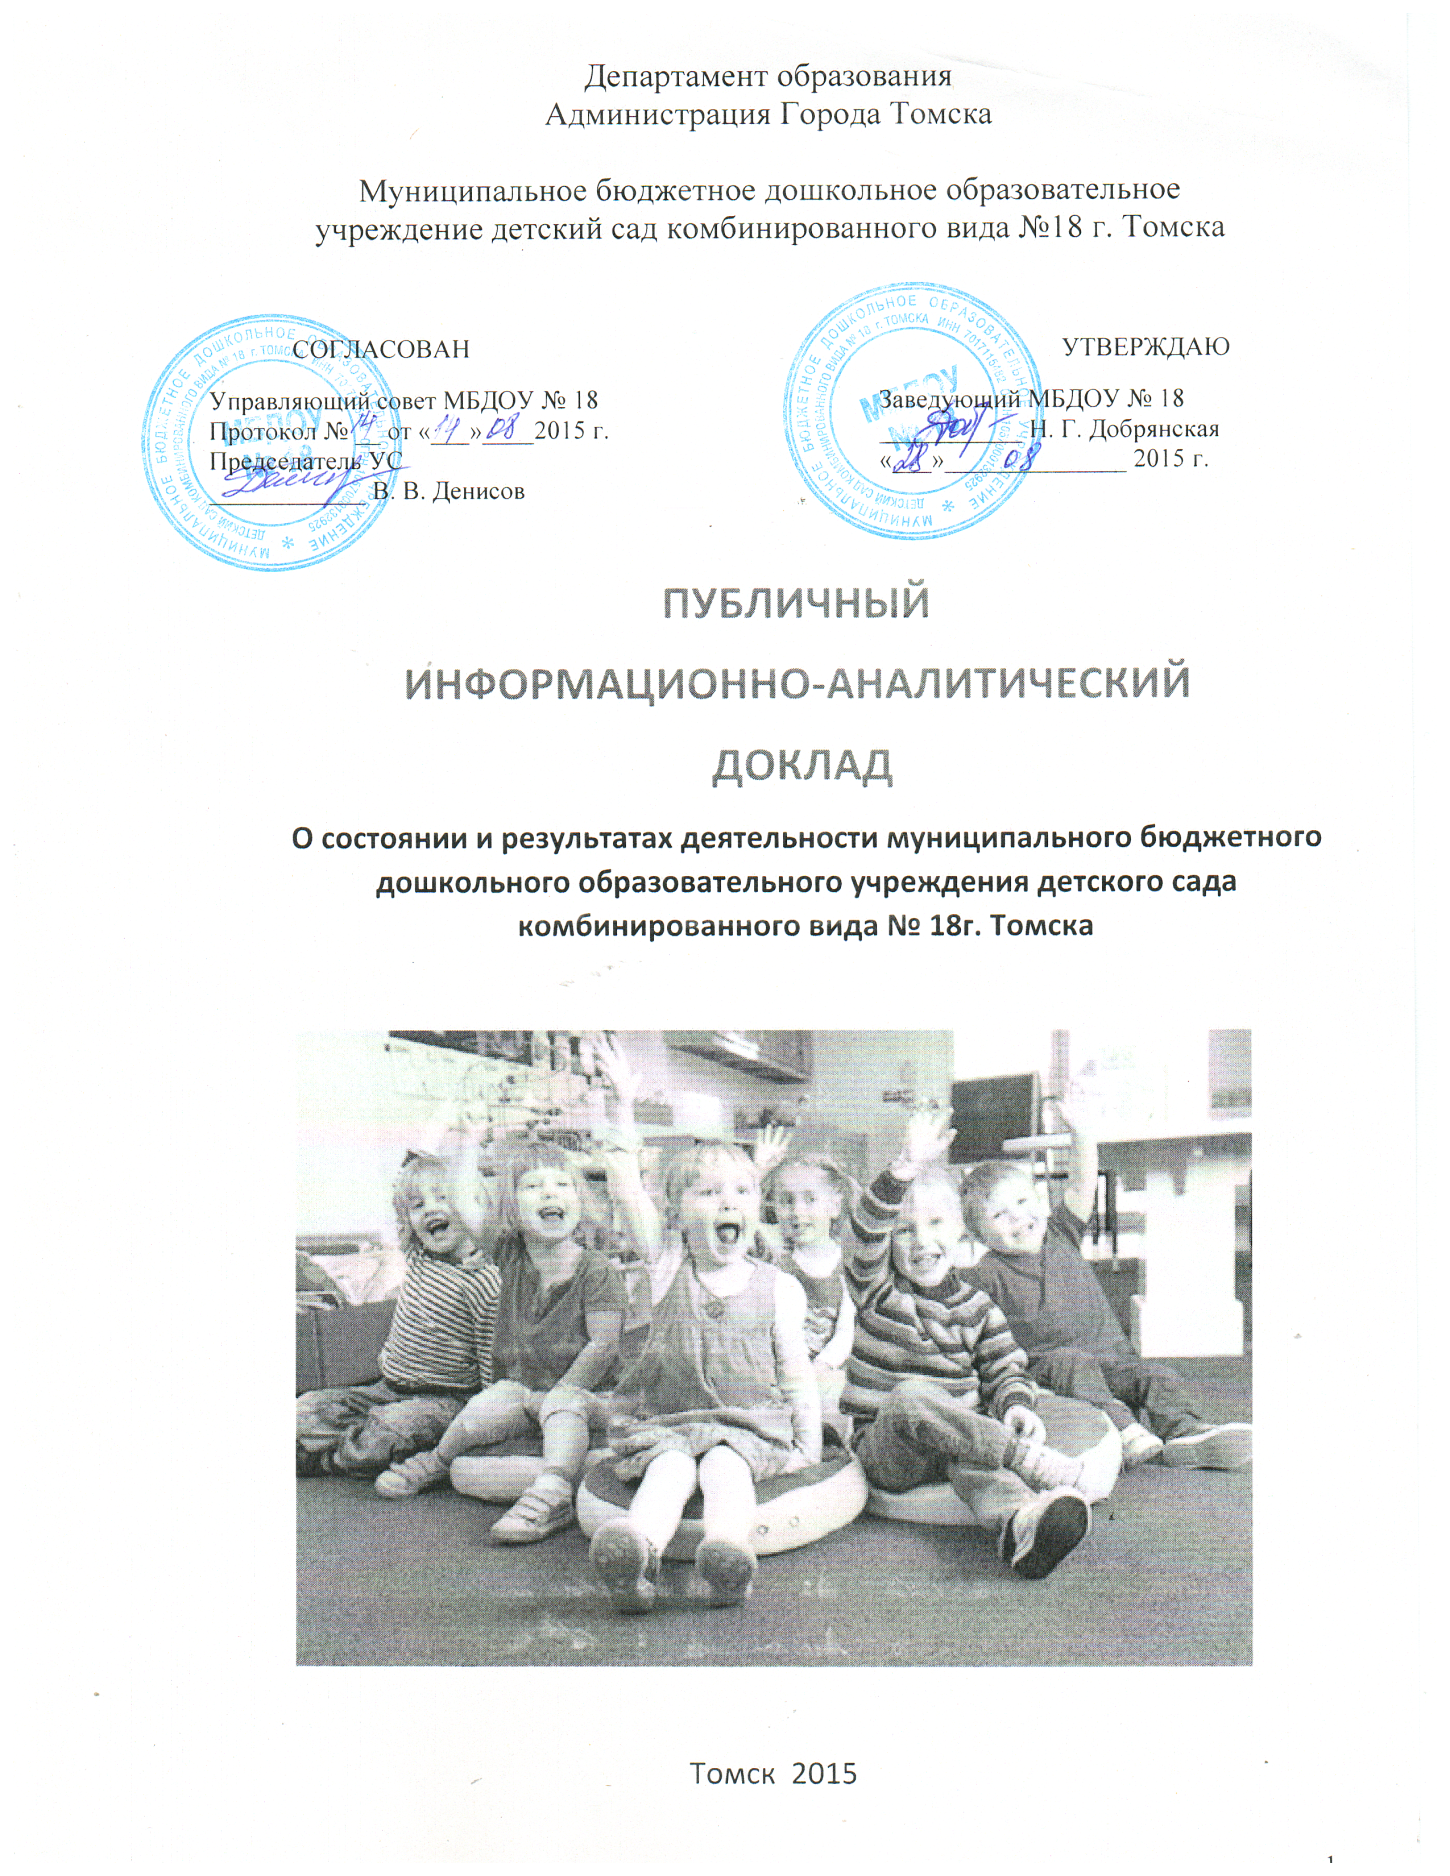 Департамент образования
Администрация Города Томска
Муниципальное бюджетное дошкольное образовательное
учреждение детский сад комбинированного вида №18 г. Томска
СОГЛАСОВАН
Управляющий совет МБДОУ № 18
Протокол № 14 от «14» 08 2015 г.
Председатель УС
В. В. Денисов
УТВЕРЖДАЮ
Заведующий МБДОУ № 18
Н. Г. Добрянская
«28» 08 2015 г.
ПУБЛИЧНЫЙ
ИНФОРМАЦИОННО-АНАЛИТИЧЕСКИЙ
ДОКЛАД
О состоянии и результатах деятельности муниципального бюджетного
дошкольного образовательного учреждения детского сада
комбинированного вида № 18г. Томска
Томск 2015
1